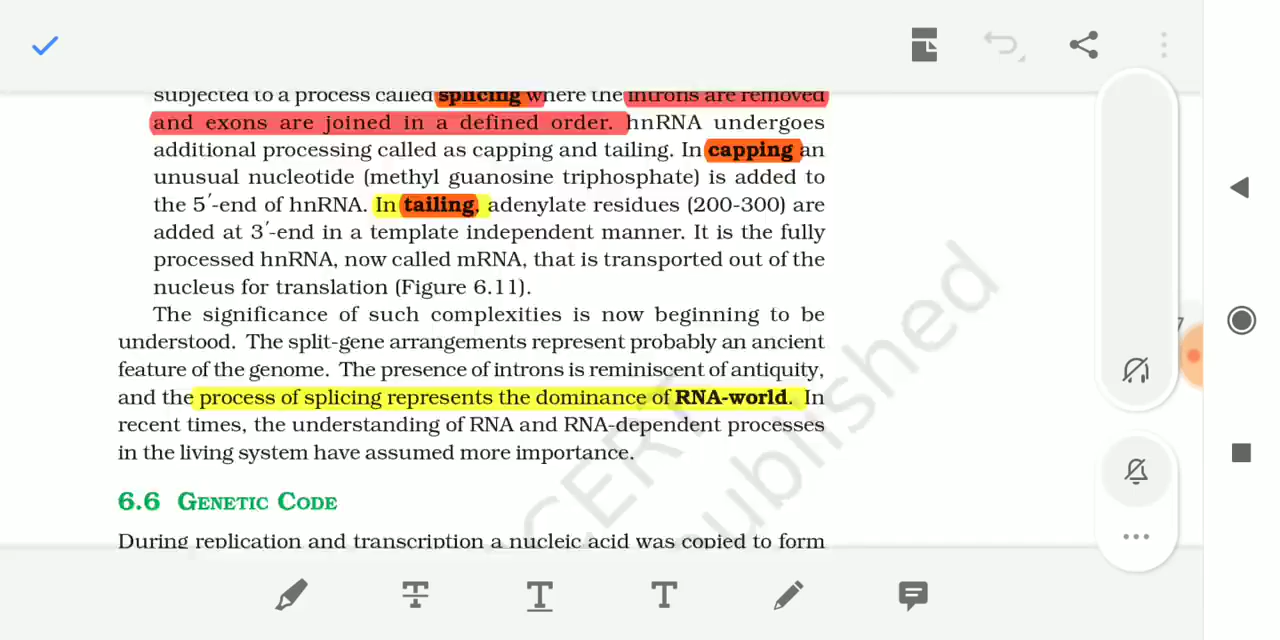 subjected to a process called splicing where the introns are removed
and exons are joined in a defined order. hnRNA undergoes
additional processing called as capping and tailing. In capping an
unusual nucleotide (methyl guanosine triphosphate) is added to
the 5′-end of hnRNA. In tailing, adenylate residues (200-300) are
added at 3′-end in a template independent manner. It is the fully
processed hnRNA, now called mRNA, that is transported out of the
nucleus for translation (Figure 6.11).
The significance of such complexities is now beginning to be
understood. The split-gene arrangements represent probably an ancient
feature of the genome. The presence of introns is reminiscent of antiquity,
and the process of splicing represents the dominance of RNA-world. In
recent times, the understanding of RNA and RNA-dependent processes
in the living system have assumed more importance.
6.6 GENETIC CODE
During replication and transcription a nucleic acid was copied to form
CERT
published
7